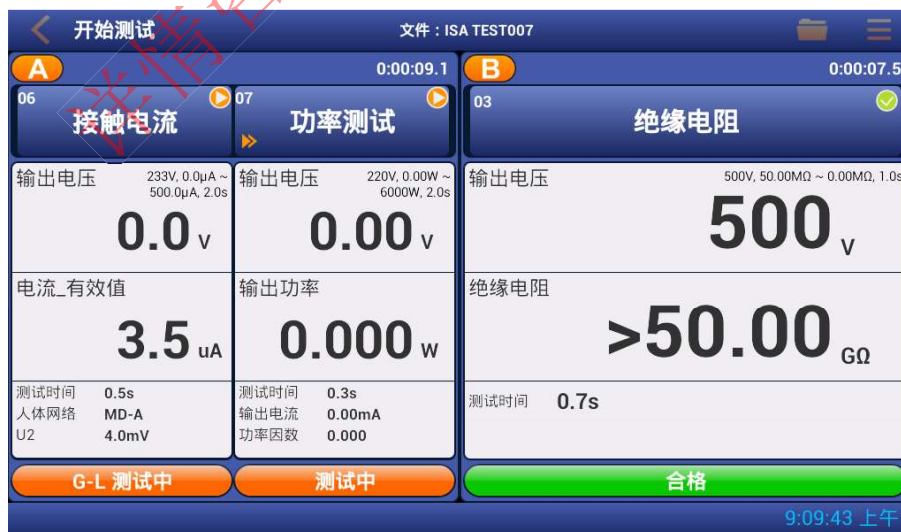 开始测试
文件：ISA TEST007
A
0:00:09.1
B
0:00:07.5
06
接触电流
07
功率测试
03
绝缘电阻
输出电压
233V, 0.0μA ~
500.0μA, 2.0s
0.0 V
输出电压
220V, 0.00W ~
6000W, 2.0s
0.00 V
输出电压
500V, 50.00MΩ ~ 0.00MΩ, 1.0s
500 V
电流_有效值
3.5 uA
输出功率
0.000 W
绝缘电阻
>50.00 GΩ
测试时间 0.5s
人体网络 MD-A
U2 4.0mV
测试时间 0.3s
输出电流 0.00mA
功率因数 0.000
测试时间 0.7s
G-L 测试中
测试中
合格
9:09:43 上午